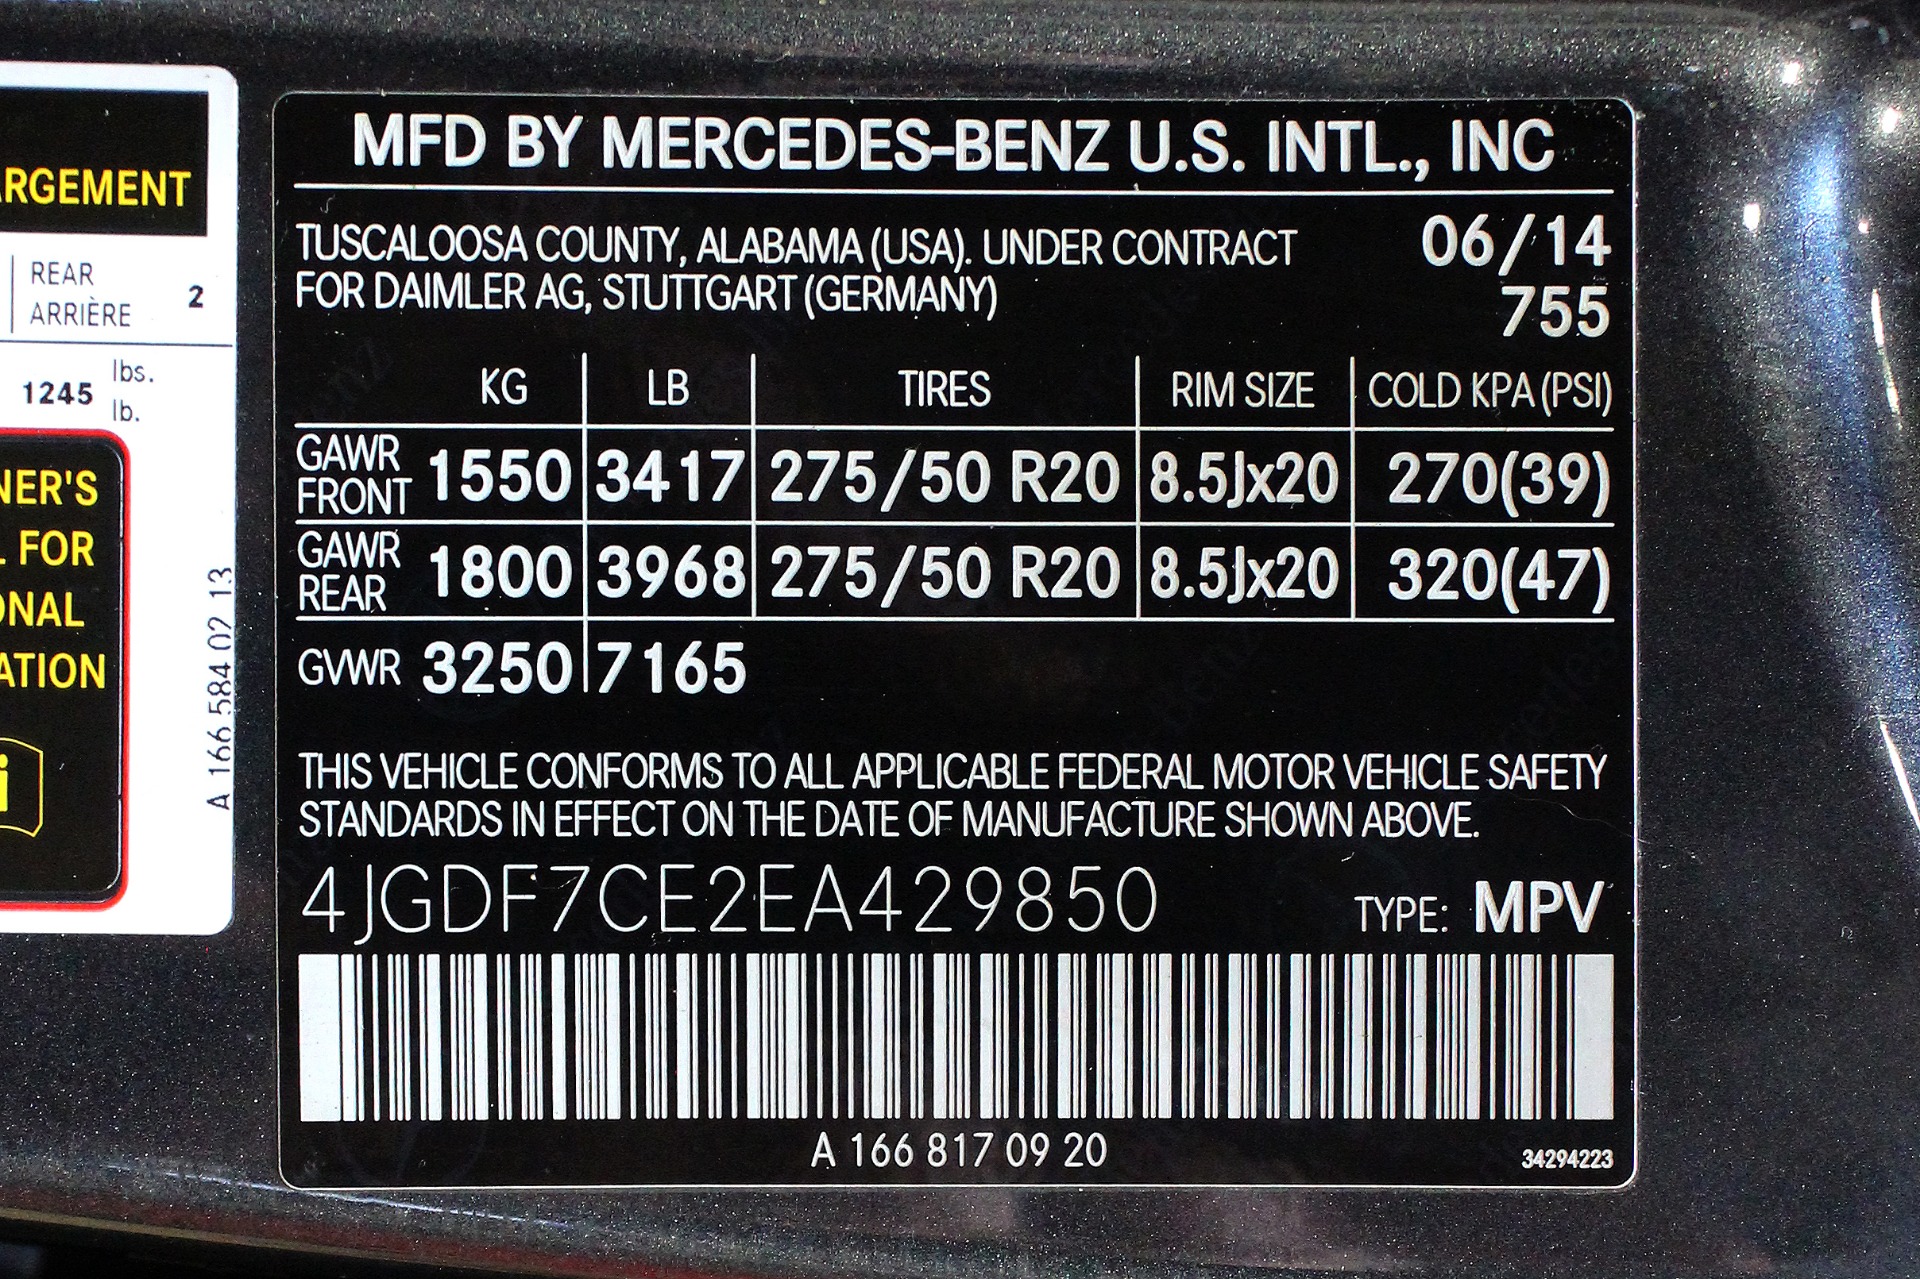 RGEMENT
REAR
ARRIÈRE
2
1245
lbs.
lb.
NER'S
FOR
ONAL
ATION
i
A 166 584 02 13
MFD BY MERCEDES-BENZ U.S. INTL., INC
TUSCALOOSA COUNTY, ALABAMA (USA). UNDER CONTRACT
FOR DAIMLER AG, STUTTGART (GERMANY)
06/14
755
KG LB TIRES RIM SIZE COLD KPA (PSI)
GAWR FRONT 1550 3417 275/50 R20 8.5Jx20 270(39)
GAWR REAR 1800 3968 275/50 R20 8.5Jx20 320(47)
GVWR 3250 7165
THIS VEHICLE CONFORMS TO ALL APPLICABLE FEDERAL MOTOR VEHICLE SAFETY
STANDARDS IN EFFECT ON THE DATE OF MANUFACTURE SHOWN ABOVE.
4JGDF7CE2EA429850
TYPE: MPV
A 166 817 09 20
34294223